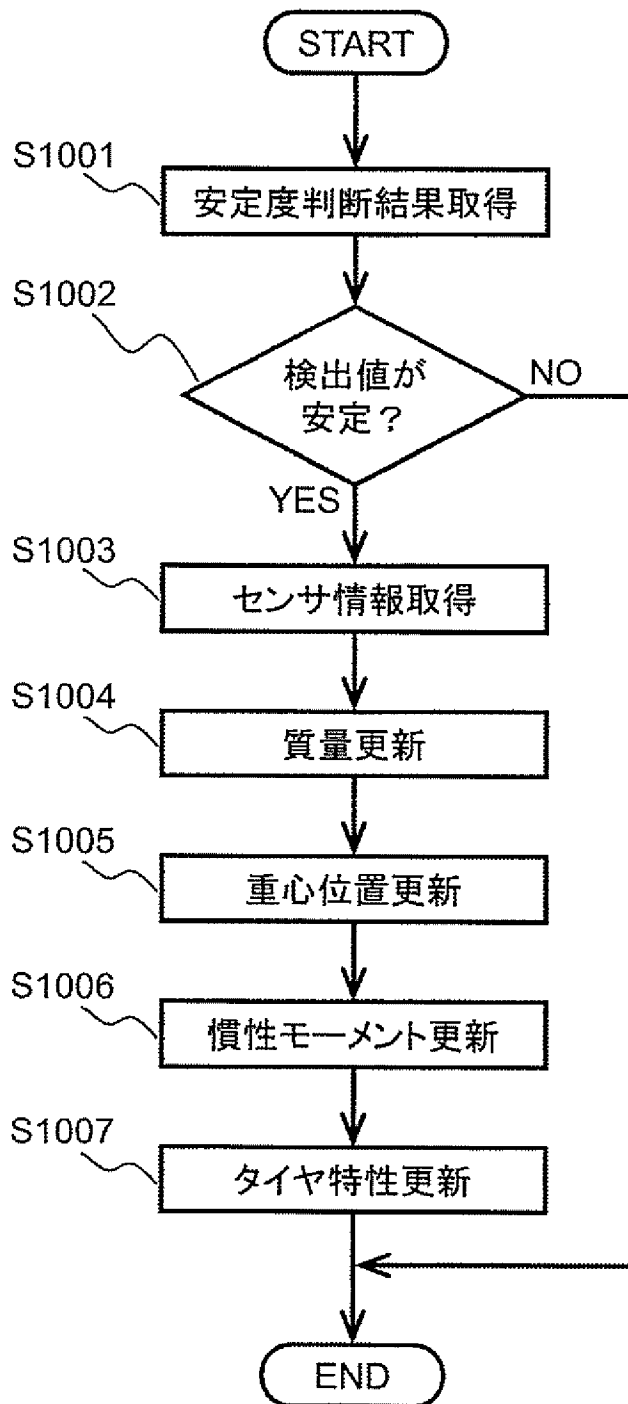 START
S1001
安定度判断結果取得
S1002
検出値が
安定？
NO
YES
S1003
センサ情報取得
S1004
質量更新
S1005
重心位置更新
S1006
慣性モーメント更新
S1007
タイヤ特性更新
END